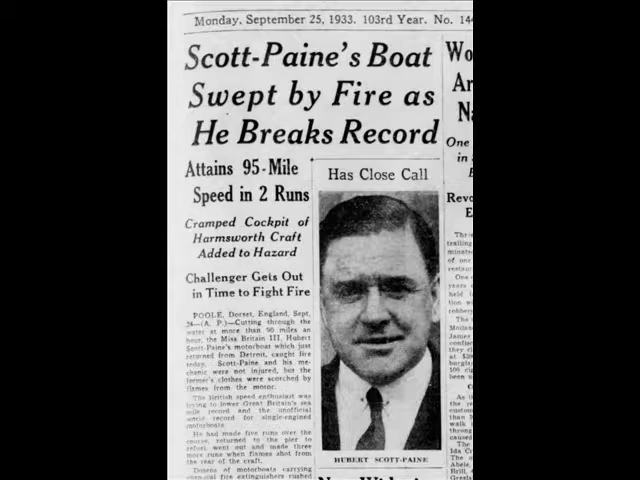 Monday, September 25, 1933. 103rd Year. No. 14
Scott-Paine's Boat
Swept by Fire as
He Breaks Record
Attains 95-Mile
Speed in 2 Runs
Cramped Cockpit of
Harmsworth Craft
Added to Hazard
Challenger Gets Out
in Time to Fight Fire
POOLE, Dorset, England, Sept.
24—(A. P.)—Cutting through the
water at more than 90 miles an
hour, the Miss Britain III, Hubert
Scott-Paine's motorboat which just
returned from Detroit, caught fire
today. Scott-Paine and his me-
chanic were not injured, but the
former's clothes were scorched by
flames from the motor.
The British speed enthusiast was
trying to lower Great Britain's sea
mile record and the unofficial
world record for single-engined
motorboats.
He had made five runs over the
course, returned to the pier to
refuel, went out and made three
more runs when flames shot from
the rear of the craft.
Dozens of motorboats carrying
chemical fire extinguishers rushed
Has Close Call
HUBERT SCOTT-PAINE
Wo
Ar
Na
One
in
Revo
E